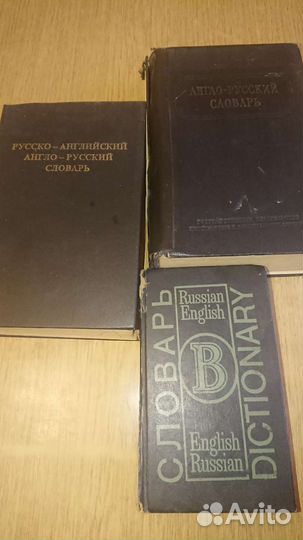 РУССКО–АНГЛИЙСКИЙ
АНГЛО–РУССКИЙ
СЛОВАРЬ
АНГЛО-РУССКИЙ
СЛОВАРЬ
СЛОВАРЬ
Russian
English
B
English
Russian
DICTIONARY
Avito